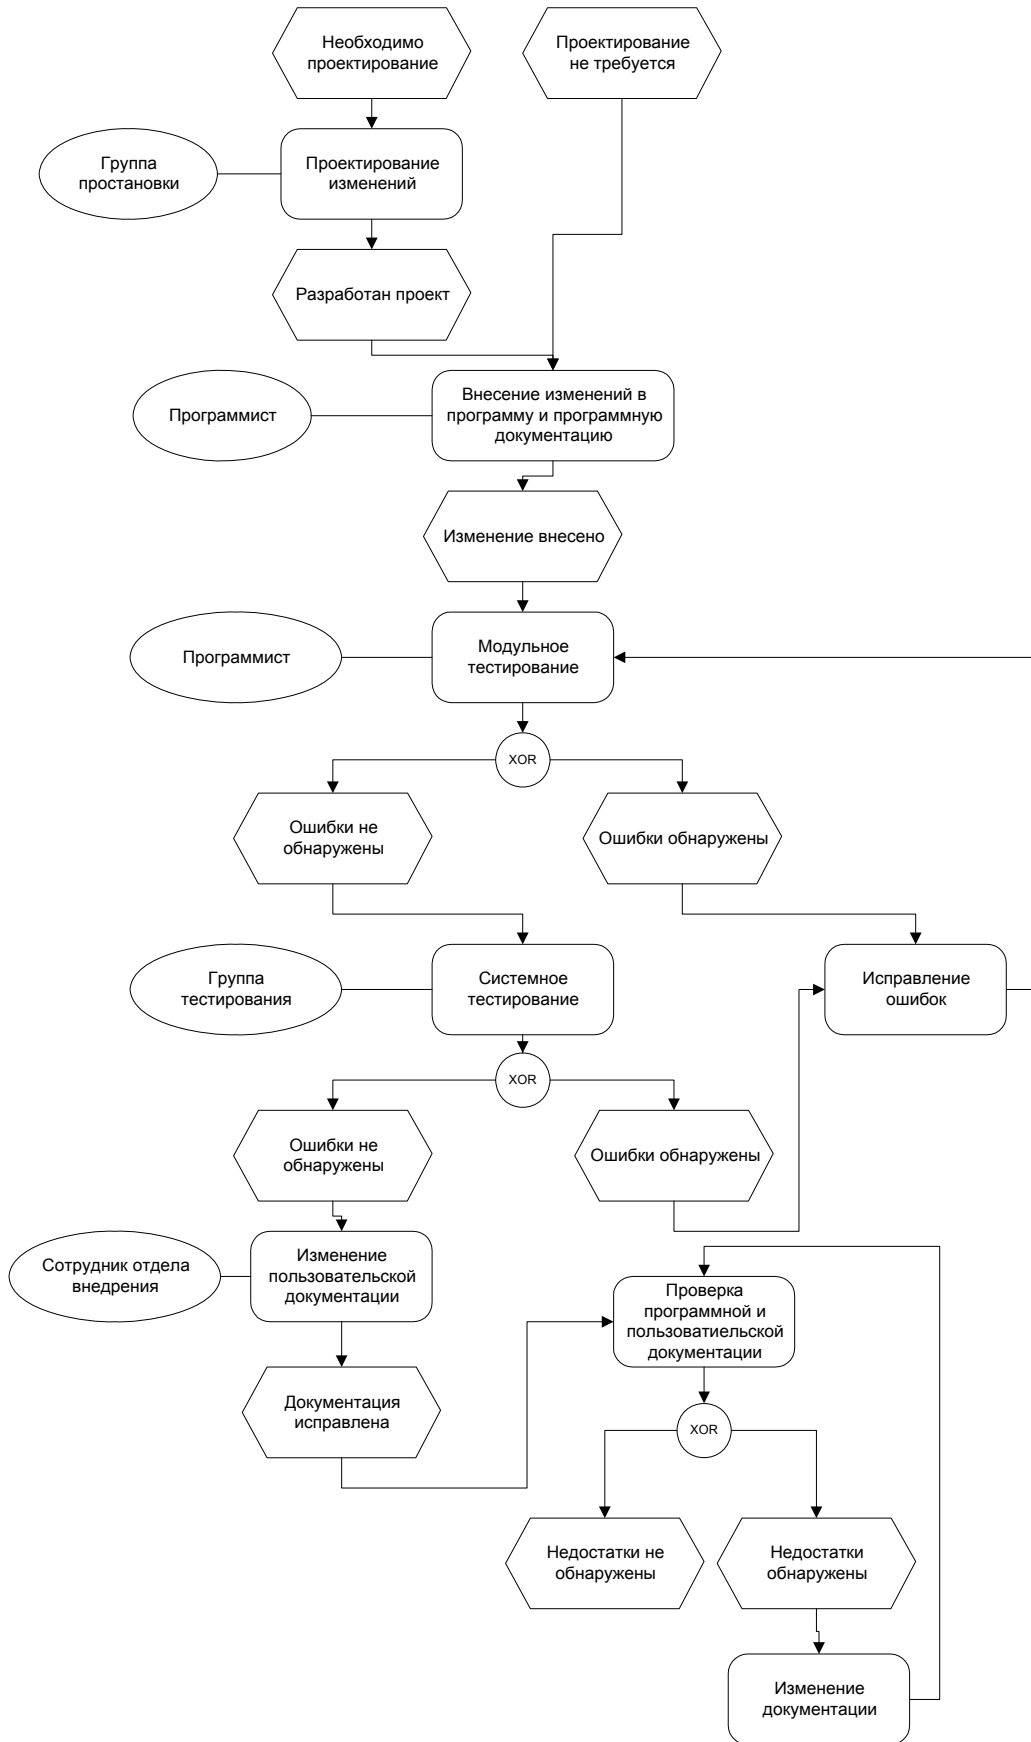 Необходимо
проектирование
Проектирование
не требуется
Группа
простановки
Проектирование
изменений
Разработан проект
Программист
Внесение изменений в
программу и программную
документацию
Изменение внесено
Программист
Модульное
тестирование
XOR
Ошибки не
обнаружены
Ошибки обнаружены
Группа
тестирования
Системное
тестирование
Исправление
ошибок
XOR
Ошибки не
обнаружены
Ошибки обнаружены
Сотрудник отдела
внедрения
Изменение
пользовательской
документации
Проверка
программной и
пользоватиельской
документации
Документация
исправлена
XOR
Недостатки не
обнаружены
Недостатки
обнаружены
Изменение
документации